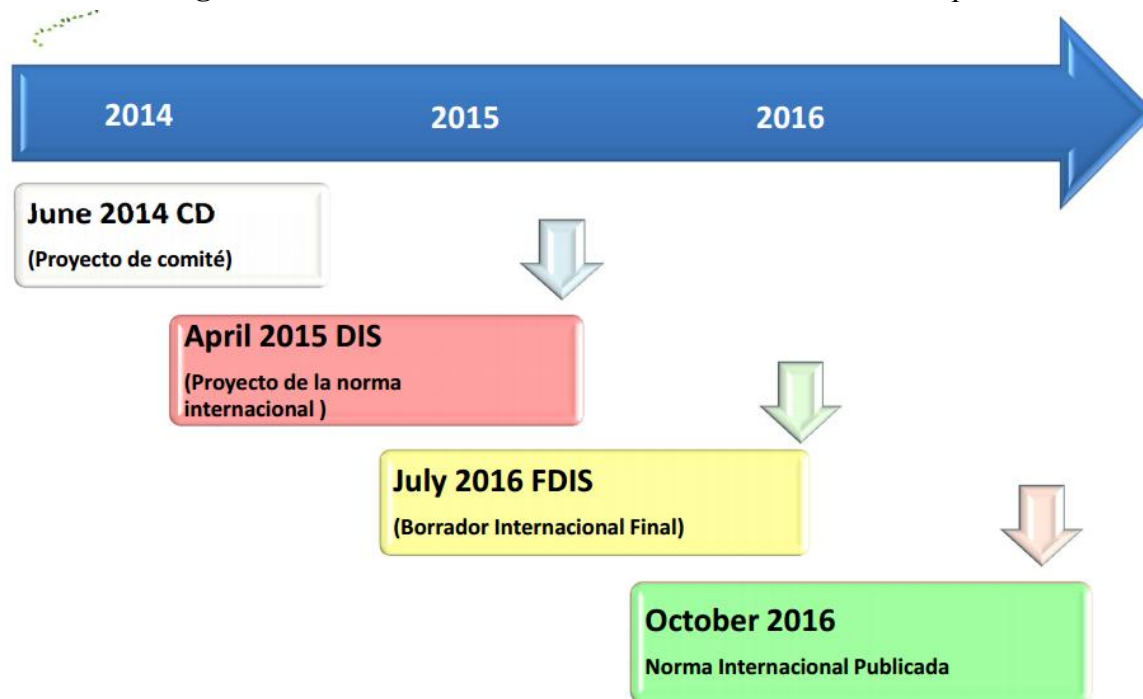 2014 2015 2016
June 2014 CD
(Proyecto de comité)
April 2015 DIS
(Proyecto de la norma
internacional )
July 2016 FDIS
(Borrador Internacional Final)
October 2016
Norma Internacional Publicada